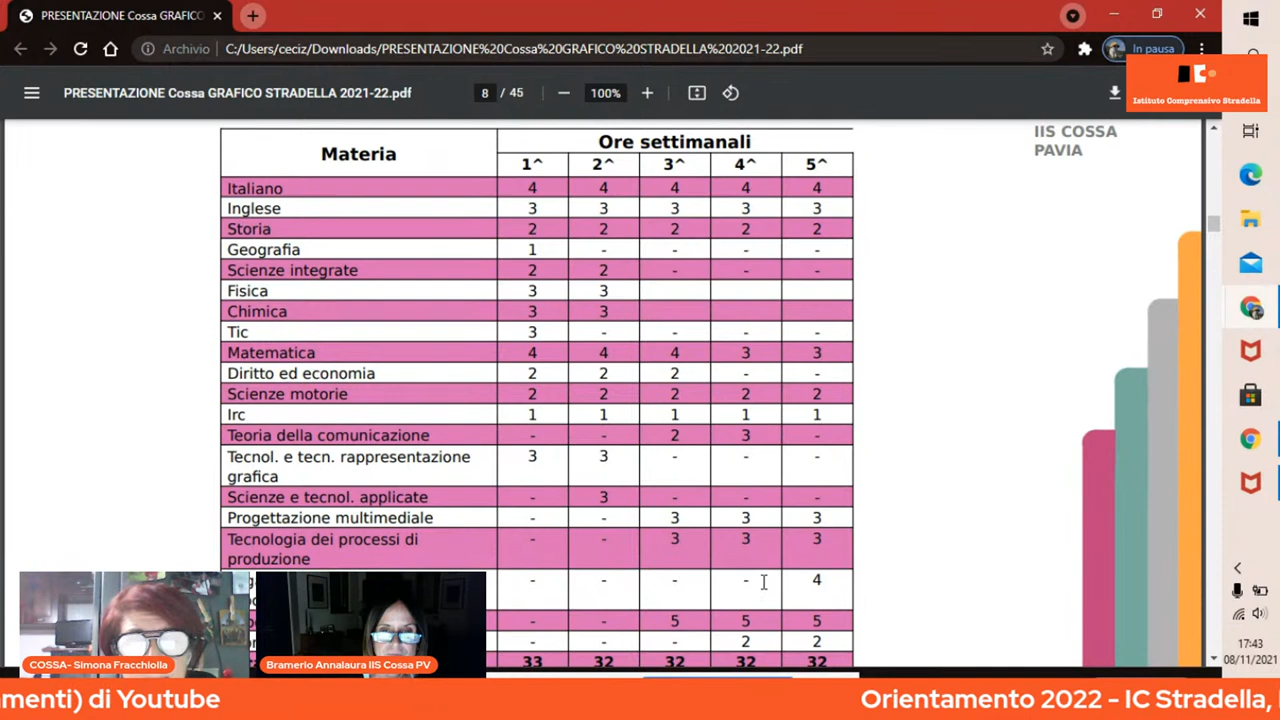 PRESENTAZIONE Cossa GRAFICO
Archivio C:/Users/ceciz/Downloads/PRESENTAZIONE%20Cossa%20GRAFICO%20STRADELLA%202021-22.pdf
In pausa
PRESENTAZIONE Cossa GRAFICO STRADELLA 2021-22.pdf 8 / 45 100%
Istituto Comprensivo Stradella
IIS COSSA
PAVIA
Materia Ore settimanali
1^ 2^ 3^ 4^ 5^
Italiano 4 4 4 4 4
Inglese 3 3 3 3 3
Storia 2 2 2 2 2
Geografia 1 - - - -
Scienze integrate 2 2 - - -
Fisica 3 3
Chimica 3 3
Tic 3 - - - -
Matematica 4 4 4 3 3
Diritto ed economia 2 2 2 - -
Scienze motorie 2 2 2 2 2
Irc 1 1 1 1 1
Teoria della comunicazione - - 2 3 -
Tecnol. e tecn. rappresentazione
grafica 3 3 - - -
Scienze e tecnol. applicate - 3 - - -
Progettazione multimediale - - 3 3 3
Tecnologia dei processi di
produzione - - 3 3 3
- - - - 4
- - 5 5 5
- - - 2 2
33 32 32 32 32
COSSA- Simona Fracchiolla
Bramerio Annalaura IIS Cossa PV
17:43
08/11/2021
amenti) di Youtube
Orientamento 2022 - IC Stradella,